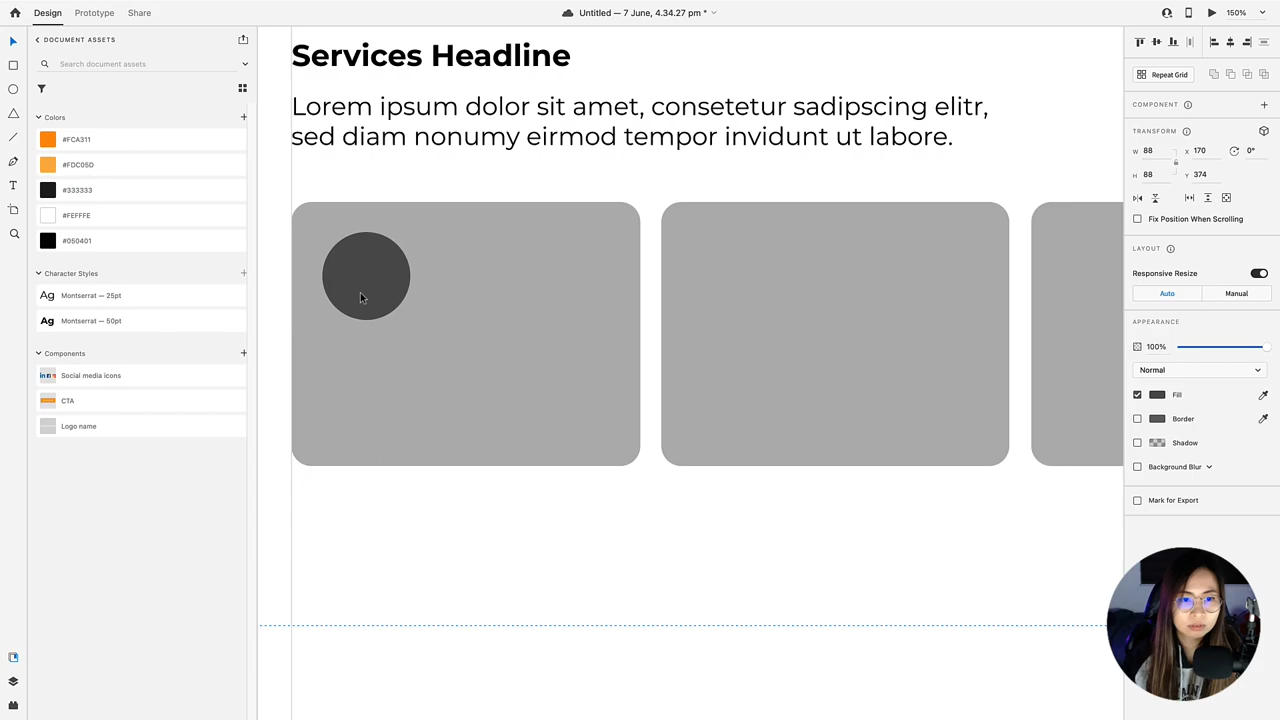 Design Prototype Share
Untitled — 7 June, 4.34.27 pm *
150%
DOCUMENT ASSETS
Search document assets
Colors
#FCA311
#FDC05D
#333333
#FEFFFE
#050401
Character Styles
Ag Montserrat — 25pt
Ag Montserrat — 50pt
Components
in Social media icons
CTA
Logo name
Services Headline
Lorem ipsum dolor sit amet, consetetur sadipscing elitr,
sed diam nonumy eirmod tempor invidunt ut labore.
Repeat Grid
COMPONENT
TRANSFORM
W 88 X 170 0°
H 88 Y 374
Fix Position When Scrolling
LAYOUT
Responsive Resize
Auto Manual
APPEARANCE
100%
Normal
Fill
Border
Shadow
Background Blur
Mark for Export